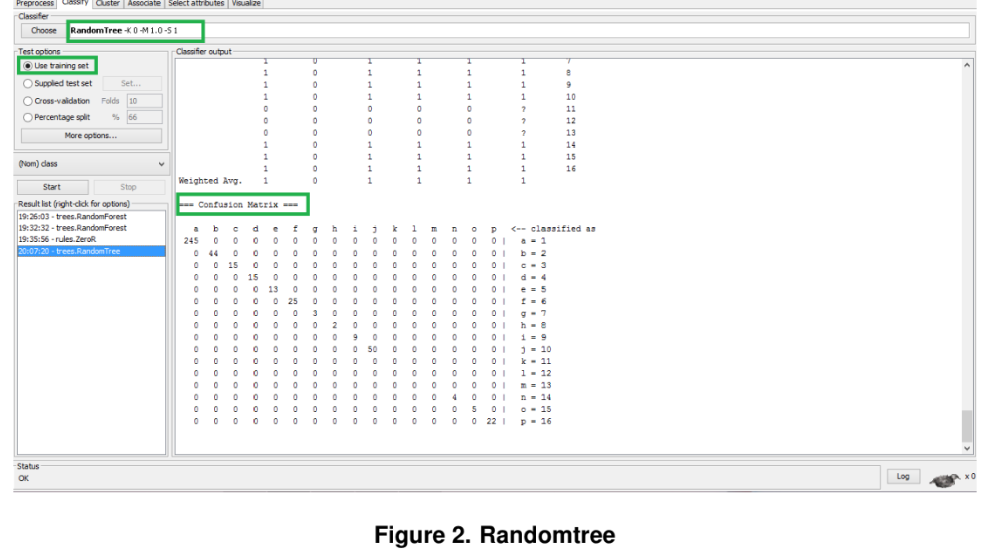 Preprocess Classify Cluster Associate Select attributes Visualize
Classifier
Choose RandomTree -K 0 -M 1.0 -S 1
Test options
Use training set
Supplied test set Set...
Cross-validation Folds 10
Percentage split % 66
More options...
(Nom) class
Start Stop
Result list (right-click for options)
19:26:03 - trees.RandomForest
19:32:32 - trees.RandomForest
19:35:56 - rules.ZeroR
20:07:20 - trees.RandomTree
Classifier output
1 0 1 1 1 1 7
1 0 1 1 1 1 8
1 0 1 1 1 1 9
1 0 1 1 1 1 10
0 0 0 0 0 ? 11
0 0 0 0 0 ? 12
0 0 0 0 0 ? 13
1 0 1 1 1 1 14
1 0 1 1 1 1 15
1 0 1 1 1 1 16
Weighted Avg. 1 0 1 1 1 1
=== Confusion Matrix ===
a b c d e f g h i j k l m n o p <-- classified as
245 0 0 0 0 0 0 0 0 0 0 0 0 0 0 0 | a = 1
0 44 0 0 0 0 0 0 0 0 0 0 0 0 0 0 | b = 2
0 0 15 0 0 0 0 0 0 0 0 0 0 0 0 0 | c = 3
0 0 0 15 0 0 0 0 0 0 0 0 0 0 0 0 | d = 4
0 0 0 0 13 0 0 0 0 0 0 0 0 0 0 0 | e = 5
0 0 0 0 0 25 0 0 0 0 0 0 0 0 0 0 | f = 6
0 0 0 0 0 0 3 0 0 0 0 0 0 0 0 0 | g = 7
0 0 0 0 0 0 0 2 0 0 0 0 0 0 0 0 | h = 8
0 0 0 0 0 0 0 0 9 0 0 0 0 0 0 0 | i = 9
0 0 0 0 0 0 0 0 0 50 0 0 0 0 0 0 | j = 10
0 0 0 0 0 0 0 0 0 0 0 0 0 0 0 0 | k = 11
0 0 0 0 0 0 0 0 0 0 0 0 0 0 0 0 | l = 12
0 0 0 0 0 0 0 0 0 0 0 0 0 0 0 0 | m = 13
0 0 0 0 0 0 0 0 0 0 0 0 0 4 0 0 | n = 14
0 0 0 0 0 0 0 0 0 0 0 0 0 0 5 0 | o = 15
0 0 0 0 0 0 0 0 0 0 0 0 0 0 0 22 | p = 16
Status
OK
Log x 0
Figure 2. Randomtree